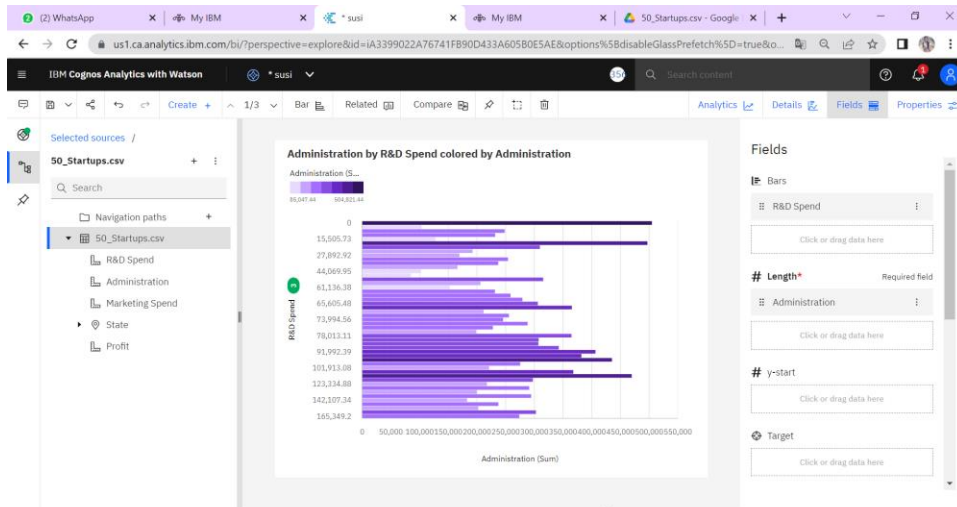 (2) WhatsApp
My IBM
* susi
My IBM
50_Startups.csv - Google
us1.ca.analytics.ibm.com/bi/?perspective=explore&id=iA3399022A76741FB90D433A605B0E5AE&options%5BdisableGlassPrefetch%5D=true&o...
IBM Cognos Analytics with Watson
* susi
Search content
Create +
1/3
Bar
Related
Compare
Analytics
Details
Fields
Properties
Selected sources /
50_Startups.csv
Search
Navigation paths
50_Startups.csv
R&D Spend
Administration
Marketing Spend
State
Profit
Administration by R&D Spend colored by Administration
Administration (S...
504,821.44
R&D Spend
0
15,505.73
27,892.92
44,069.95
61,136.38
65,605.48
73,994.56
78,013.11
91,992.39
101,913.08
123,334.88
142,107.34
165,349.2
0 50,000 100,000 150,000 200,000 250,000 300,000 350,000 400,000 450,000 500,000 550,000
Administration (Sum)
Fields
Bars
R&D Spend
Click or drag data here
# Length* Required field
Administration
Click or drag data here
# y-start
Click or drag data here
Target
Click or drag data here